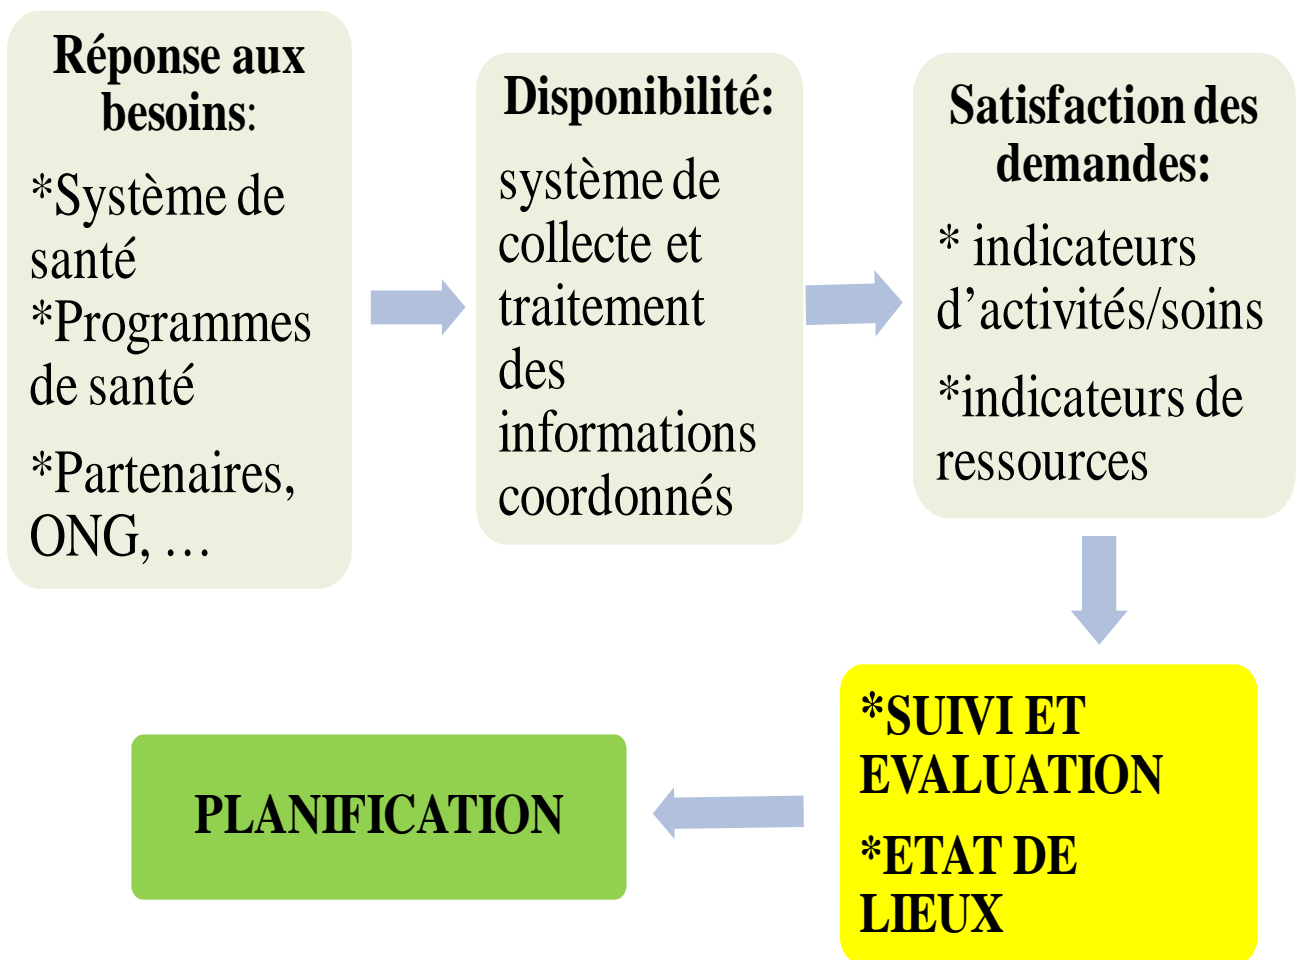 Réponse aux
besoins:
*Système de
santé
*Programmes
de santé
*Partenaires,
ONG, …
Disponibilité:
système de
collecte et
traitement
des
informations
coordonnés
Satisfaction des
demandes:
* indicateurs
d’activités/soins
*indicateurs de
ressources
*SUIVI ET
EVALUATION
*ETAT DE
LIEUX
PLANIFICATION